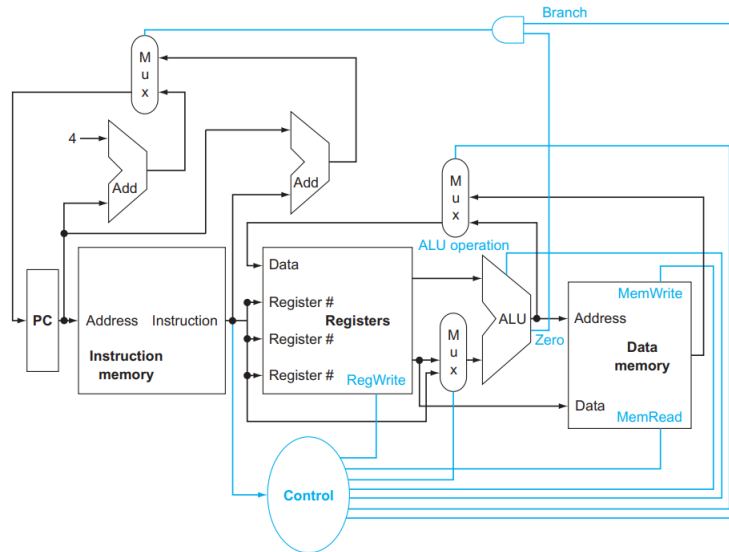 Branch
M
u
x
4
Add
Add
M
u
x
ALU operation
Data
Register #
Registers
Register #
Register #
RegWrite
PC
Address
Instruction
Instruction
memory
M
u
x
ALU
Zero
MemWrite
Address
Data
memory
Data
MemRead
Control